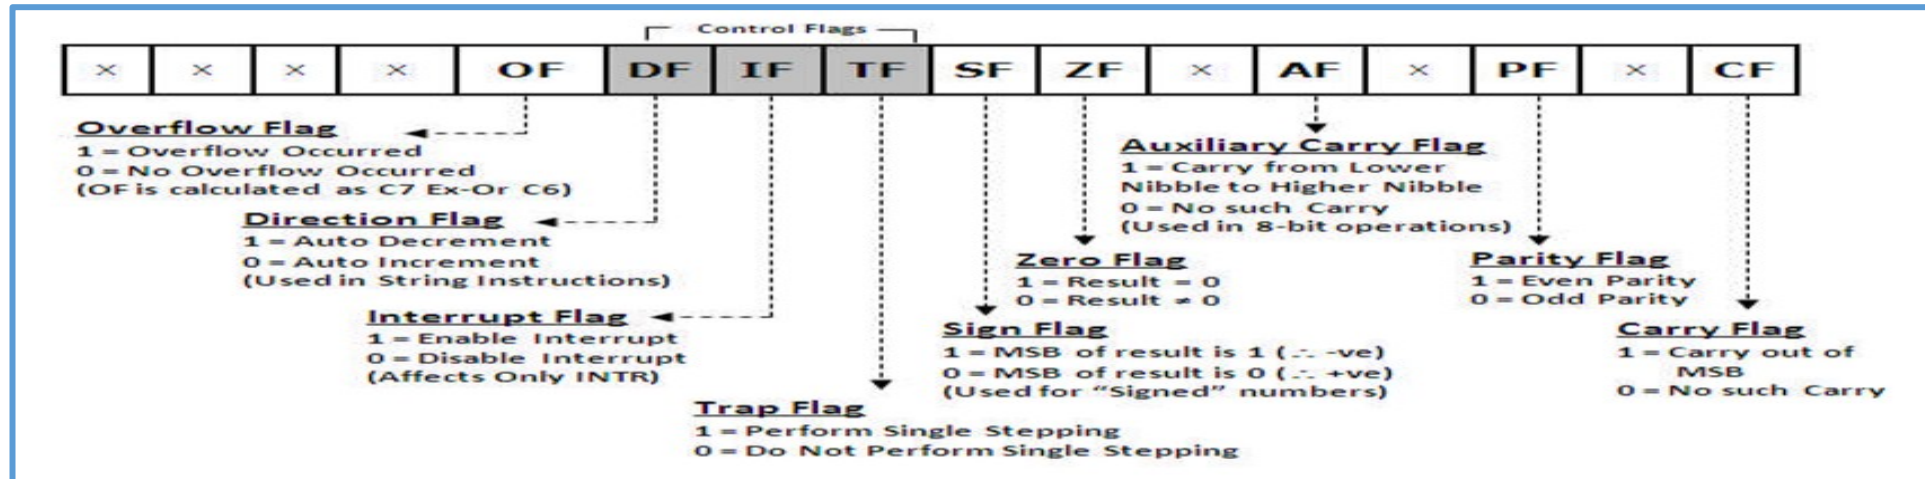 Control Flags
× × × × OF DF IF TF SF ZF × AF × PF × CF
Overflow Flag
1 = Overflow Occurred
0 = No Overflow Occurred
(OF is calculated as C7 Ex-Or C6)
Direction Flag
1 = Auto Decrement
0 = Auto Increment
(Used in String Instructions)
Interrupt Flag
1 = Enable Interrupt
0 = Disable Interrupt
(Affects Only INTR)
Trap Flag
1 = Perform Single Stepping
0 = Do Not Perform Single Stepping
Sign Flag
1 = MSB of result is 1 (∴ -ve)
0 = MSB of result is 0 (∴ +ve)
(Used for “Signed” numbers)
Zero Flag
1 = Result = 0
0 = Result ≠ 0
Auxiliary Carry Flag
1 = Carry from Lower
Nibble to Higher Nibble
0 = No such Carry
(Used in 8-bit operations)
Parity Flag
1 = Even Parity
0 = Odd Parity
Carry Flag
1 = Carry out of
MSB
0 = No such Carry